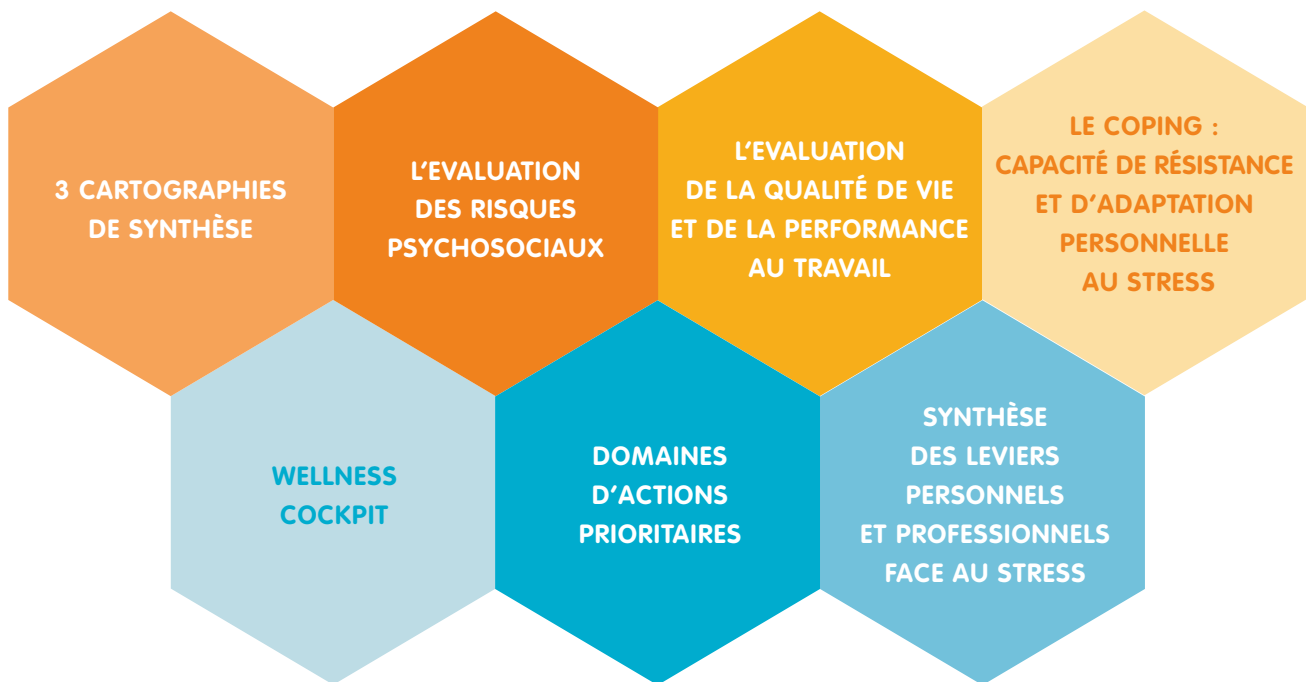 3 CARTOGRAPHIES
DE SYNTHÈSE
L’EVALUATION
DES RISQUES
PSYCHOSOCIAUX
L’EVALUATION
DE LA QUALITÉ DE VIE
ET DE LA PERFORMANCE
AU TRAVAIL
LE COPING :
CAPACITÉ DE RÉSISTANCE
ET D’ADAPTATION
PERSONNELLE
AU STRESS
WELLNESS
COCKPIT
DOMAINES
D’ACTIONS
PRIORITAIRES
SYNTHÈSE
DES LEVIERS
PERSONNELS
ET PROFESSIONNELS
FACE AU STRESS